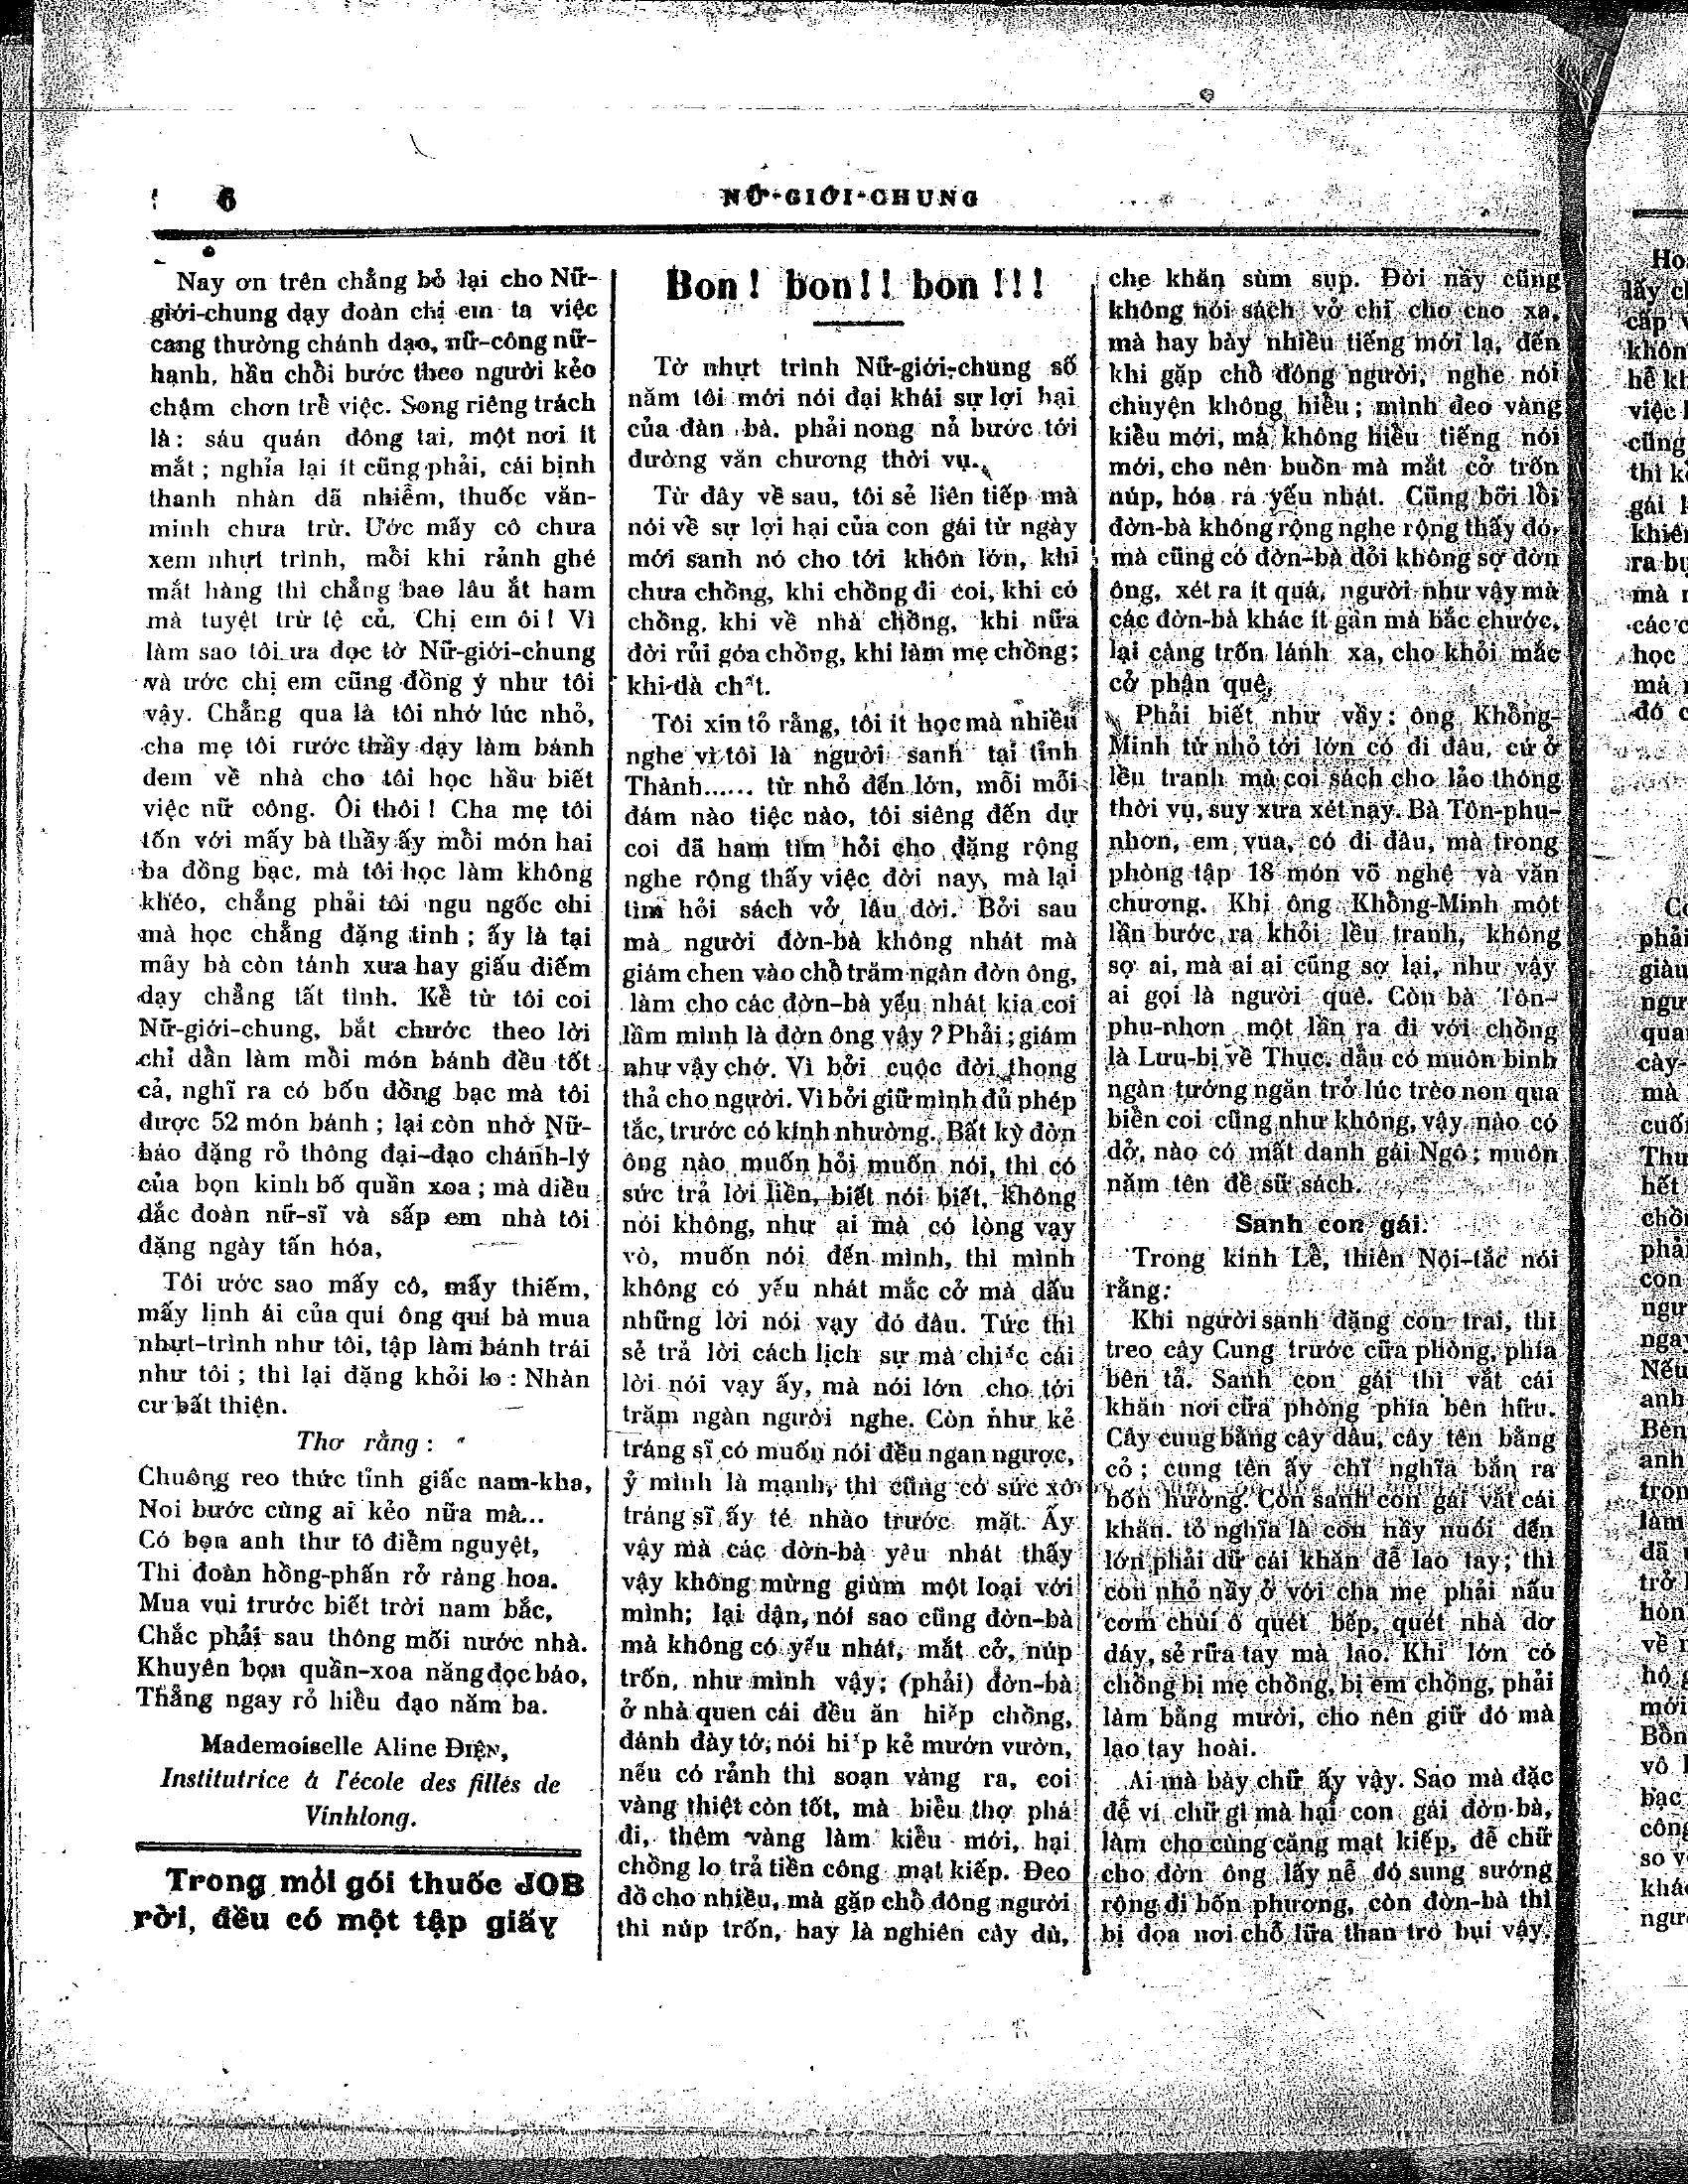 6
NỮ-GIỚI-CHUNG
Nay ơn trên chẳng bỏ lại cho Nữ-
giới-chung dạy đoàn chị em ta việc
cang thường chánh đạo, nữ-công nữ-
hạnh, hầu chỗi bước theo người kẻo
chậm chơn trể việc. Song riêng trách
là: sáu quán đông tai, một nơi ít
mắt; nghĩa lại ít cũng phải, cái bịnh
thanh nhàn đã nhiễm, thuốc văn-
minh chưa trừ. Ước mấy cô chưa
xem nhựt trình, mỗi khi rảnh ghé
mắt hàng thì chẳng bao lâu ắt ham
mà tuyệt trừ tệ củ, Chị em ôi! Vì
làm sao tôi ưa đọc tờ Nữ-giới-chung
và ước chị em cũng đồng ý như tôi
vậy. Chẳng qua là tôi nhớ lúc nhỏ,
cha mẹ tôi rước thầy dạy làm bánh
đem về nhà cho tôi học hầu biết
việc nữ công. Ôi thôi! Cha mẹ tôi
tốn với mấy bà thầy ấy mỗi món hai
ba đồng bạc, mà tôi học làm không
khéo, chẳng phải tôi ngu ngốc chi
mà học chẳng đặng tinh; ấy là tại
mấy bà còn tánh xưa hay giấu diếm
dạy chẳng tất tình. Kể từ tôi coi
Nữ-giới-chung, bắt chước theo lời
chỉ dẫn làm mỗi món bánh đều tốt
cả, nghĩ ra có bốn đồng bạc mà tôi
được 52 món bánh; lại còn nhờ Nữ-
báo đặng rỏ thông đại-đạo chánh-lý
của bọn kinh bố quần xoa; mà diều
dắc đoàn nữ-sĩ và sấp em nhà tôi
đặng ngày tấn hóa,
Tôi ước sao mấy cô, mấy thiếm,
mấy lịnh ái của quí ông quí bà mua
nhựt-trình như tôi, tập làm bánh trái
như tôi; thì lại đặng khỏi lo: Nhàn
cư bất thiện.
Thơ rằng:
Chuông reo thức tỉnh giấc nam-kha,
Noi bước cùng ai kẻo nữa mà...
Có bọn anh thư tô điểm nguyệt,
Thì đoàn hồng-phấn rở ràng hoa.
Mua vui trước biết trời nam bắc,
Chắc phải sau thông mối nước nhà.
Khuyên bọn quần-xoa năng đọc báo,
Thẳng ngay rỏ hiểu đạo năm ba.
Mademoiselle Aline ĐIỆN,
Institutrice à l'école des filles de
Vinhlong.
Trong mỗi gói thuốc JOB
rời, đều có một tập giấy
Bon! bon!! bon!!!
Tờ nhựt trình Nữ-giới-chung số
năm tôi mới nói đại khái sự lợi hại
của đàn bà. phải nong nả bước tới
đường văn chương thời vụ.
Từ đây về sau, tôi sẻ liên tiếp mà
nói về sự lợi hại của con gái từ ngày
mới sanh nó cho tới khôn lớn, khi
chưa chồng, khi chồng đi coi, khi có
chồng, khi về nhà chồng, khi nữa
đời rủi góa chồng, khi làm mẹ chồng;
khi đà chết.
Tôi xin tỏ rằng, tôi ít học mà nhiều
nghe vì tôi là người sanh tại tỉnh
Thành...... từ nhỏ đến lớn, mỗi mỗi
đám nào tiệc nào, tôi siêng đến dự
coi đã ham tìm hỏi cho đặng rộng
nghe rộng thấy việc đời nay, mà lại
tìm hỏi sách vở lâu đời. Bởi sau
mà người đờn-bà không nhát mà
giám chen vào chỗ trăm ngàn đờn ông,
làm cho các đờn-bà yếu nhát kia coi
lầm mình là đờn ông vậy? Phải; giám
như vậy chớ. Vì bởi cuộc đời thong
thả cho người. Vì bởi giữ mình đủ phép
tắc, trước có kính nhường. Bất kỳ đờn
ông nào muốn hỏi muốn nói, thì có
sức trả lời liền, biết nói biết, không
nói không, như ai mà có lòng vạy
vò, muốn nói đến mình, thì mình
không có yếu nhát mắc cở mà dấu
những lời nói vạy đó đâu. Tức thì
sẻ trả lời cách lịch sự mà chiếc cái
lời nói vạy ấy, mà nói lớn cho tới
trăm ngàn người nghe. Còn như kẻ
tráng sĩ có muốn nói đều ngan ngược,
ỷ mình là mạnh, thì cũng có sức xô
tráng sĩ ấy té nhào trước mặt. Ấy
vậy mà các đờn-bà yếu nhát thấy
vậy không mừng giùm một loại với
mình; lại dận, nói sao cũng đờn-bà
mà không có yếu nhát, mắt cở, núp
trốn, như mình vậy; (phải) đờn-bà
ở nhà quen cái đều ăn hiếp chồng,
đánh đày tớ, nói hiếp kẻ mướn vườn,
nếu có rảnh thì soạn vàng ra, coi
vàng thiệt còn tốt, mà biểu thợ phá
đi, thêm vàng làm kiểu mới, hại
chồng lo trả tiền công mạt kiếp. Đeo
đồ cho nhiều, mà gặp chỗ đông người
thì núp trốn, hay là nghiên cây dù,
che khăn sùm sụp. Đời nầy cũng
không nói sách vở chi cho cao xa,
mà hay bày nhiều tiếng mới lạ, đến
khi gặp chỗ đông người, nghe nói
chuyện không hiểu; mình đeo vàng
kiểu mới, mà không hiểu tiếng nói
mới, cho nên buồn mà mắt cở trốn
núp, hóa ra yếu nhát. Cũng bỡi lỗi
đờn-bà không rộng nghe rộng thấy đó,
mà cũng có đờn-bà dỏi không sợ đờn
ông, xét ra ít quá, người như vậy mà
các đờn-bà khác ít gần mà bắc chước,
lại càng trốn lánh xa, cho khỏi mắc
cở phận quê.
Phải biết như vầy: ông Khổng-
Minh từ nhỏ tới lớn có đi đâu, cứ ở
lều tranh mà coi sách cho lảo thông
thời vụ, suy xưa xét nay. Bà Tôn-phu-
nhơn, em vua, có đi đâu, mà trong
phòng tập 18 món võ nghệ và văn
chương. Khi ông Khổng-Minh một
lần bước ra khỏi lều tranh, không
sợ ai, mà ai ai cũng sợ lại, như vậy
ai gọi là người quê. Còn bà Tôn-
phu-nhơn một lần ra đi với chồng
là Lưu-bị về Thục, dẫu có muôn binh
ngàn tướng ngăn trở lúc trèo non qua
biển coi cũng như không, vậy nào có
dở, nào có mất danh gái Ngô; muôn
năm tên đề sử sách.
Sanh con gái.
Trong kinh Lễ, thiên Nội-tắc nói
rằng:
Khi người sanh đặng con trai, thì
treo cây Cung trước cữa phòng, phía
bên tả. Sanh con gái thì vắt cái
khăn nơi cữa phòng phía bên hữu.
Cây cung bằng cây dâu, cây tên bằng
cỏ; cung tên ấy chỉ nghĩa bắn ra
bốn hướng. Còn sanh con gái vắt cái
khăn. tỏ nghĩa là con nầy nuôi đến
lớn phải dữ cái khăn để lao tay; thì
con nhỏ nầy ở với cha mẹ phải nấu
cơm chùi ô quét bếp, quét nhà dơ
dáy, sẻ rữa tay mà lao. Khi lớn có
chồng bị mẹ chồng, bị em chồng, phải
làm bằng mười, cho nên giữ đó mà
lao tay hoài.
Ai mà bày chữ ấy vậy. Sao mà đặc
để vi chữ gì mà hại con gái đờn-bà,
làm cho cùng căng mạt kiếp, để chữ
cho đờn ông lấy nễ đó sung sướng
rộng đi bốn phương, còn đờn-bà thì
bị đọa nơi chỗ lữa than tro bụi vậy.